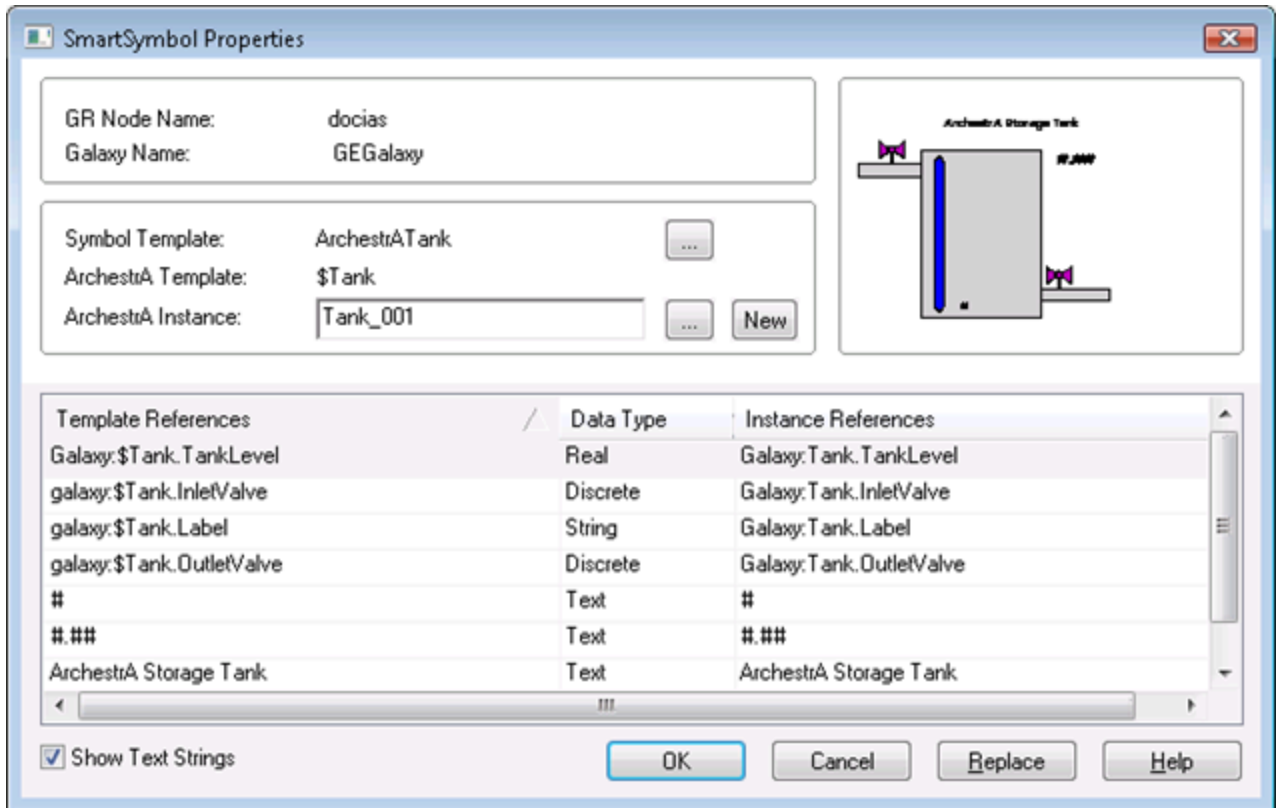 SmartSymbol Properties
GR Node Name: docias
Galaxy Name: GEGalaxy
ArchestrA Storage Tank
#.##
#
Symbol Template: ArchestrATank ...
ArchestrA Template: $Tank
ArchestrA Instance: Tank_001 ... New
Template References Data Type Instance References
Galaxy:$Tank.TankLevel Real Galaxy:Tank.TankLevel
galaxy:$Tank.InletValve Discrete Galaxy:Tank.InletValve
galaxy:$Tank.Label String Galaxy:Tank.Label
galaxy:$Tank.OutletValve Discrete Galaxy:Tank.OutletValve
# Text #
#.## Text #.##
ArchestrA Storage Tank Text ArchestrA Storage Tank
Show Text Strings OK Cancel Replace Help